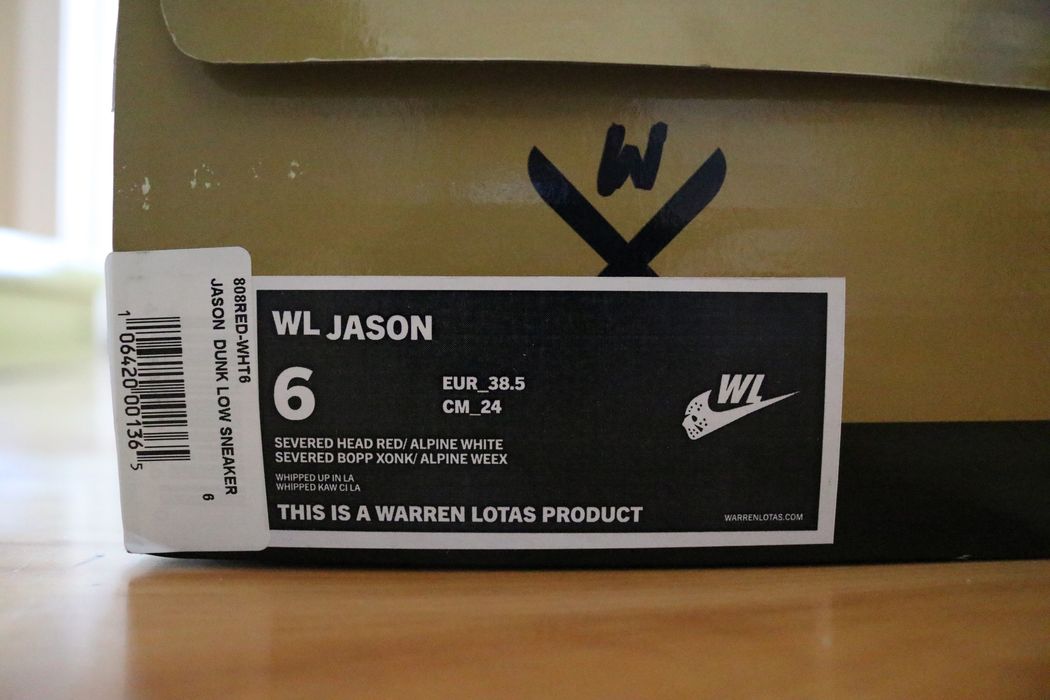 W
808RED-WHT6
JASON DUNK LOW SNEAKER
6
1 06420 00136 5
WL JASON
6
EUR_38.5
CM_24
WL
SEVERED HEAD RED/ ALPINE WHITE
SEVERED BOPP XONK/ ALPINE WEEX
WHIPPED UP IN LA
WHIPPED KAW CI LA
THIS IS A WARREN LOTAS PRODUCT
WARRENLOTAS.COM